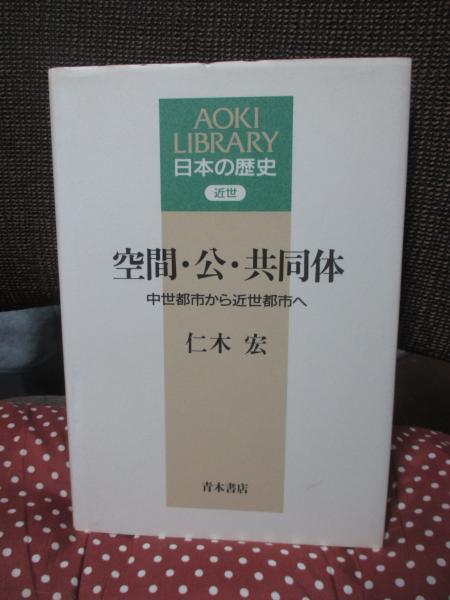 AOKI
LIBRARY
日本の歴史
近世
空間・公・共同体
中世都市から近世都市へ
仁木 宏
青木書店